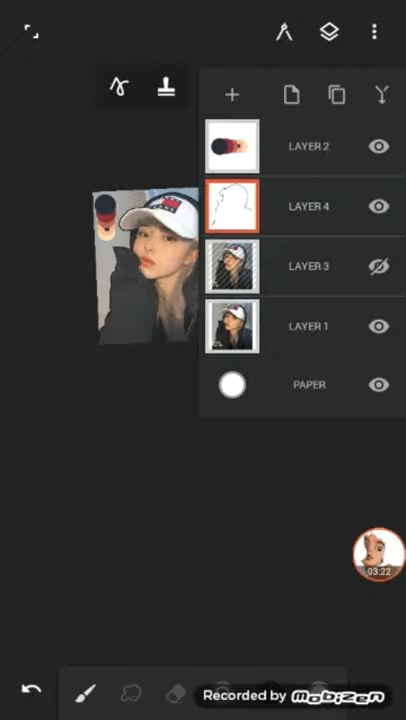 LAYER 2
LAYER 4
LAYER 3
LAYER 1
PAPER
03:22
Recorded by MOBIZEN